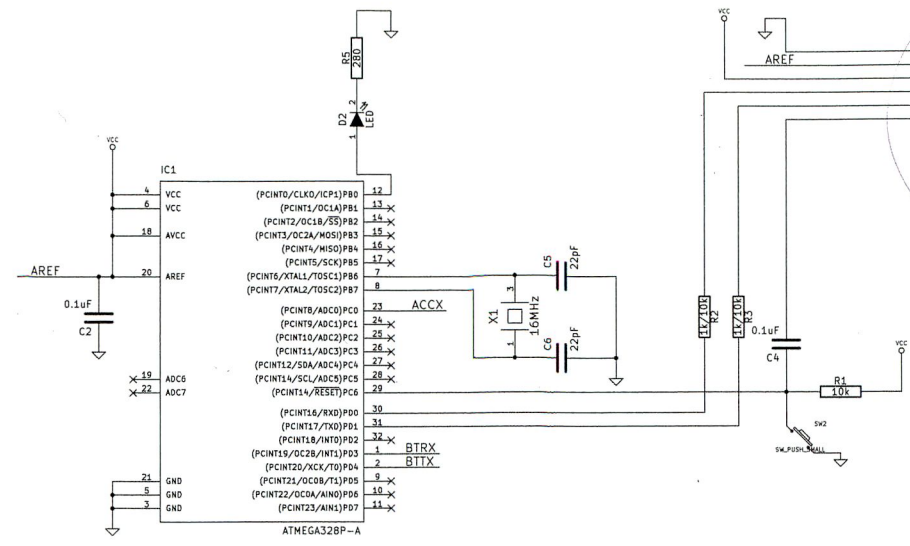 VCC
AREF
R5
280
D2
LED
2
1
VCC
IC1
4 VCC
6 VCC
18 AVCC
20 AREF
19 ADC6
22 ADC7
21 GND
5 GND
3 GND
(PCINT0/CLKO/ICP1)PB0 12
(PCINT1/OC1A)PB1 13
(PCINT2/OC1B/SS)PB2 14
(PCINT3/OC2A/MOSI)PB3 15
(PCINT4/MISO)PB4 16
(PCINT5/SCK)PB5 17
(PCINT6/XTAL1/TOSC1)PB6 7
(PCINT7/XTAL2/TOSC2)PB7 8
(PCINT8/ADC0)PC0 23 ACCX
(PCINT9/ADC1)PC1 24
(PCINT10/ADC2)PC2 25
(PCINT11/ADC3)PC3 26
(PCINT12/SDA/ADC4)PC4 27
(PCINT14/SCL/ADC5)PC5 28
(PCINT14/RESET)PC6 29
(PCINT16/RXD)PD0 30
(PCINT17/TXD)PD1 31
(PCINT18/INT0)PD2 32
(PCINT19/OC2B/INT1)PD3 1 BTRX
(PCINT20/XCK/T0)PD4 2 BTTX
(PCINT21/OC0B/T1)PD5 9
(PCINT22/OC0A/AIN0)PD6 10
(PCINT23/AIN1)PD7 11
ATMEGA328P-A
AREF
0.1uF
C2
C5
22pF
3
X1
16MHz
1
C6
22pF
1k/10k
R2
1k/10k
R3
0.1uF
C4
VCC
R1
10k
SW2
SW_PUSH_SMALL